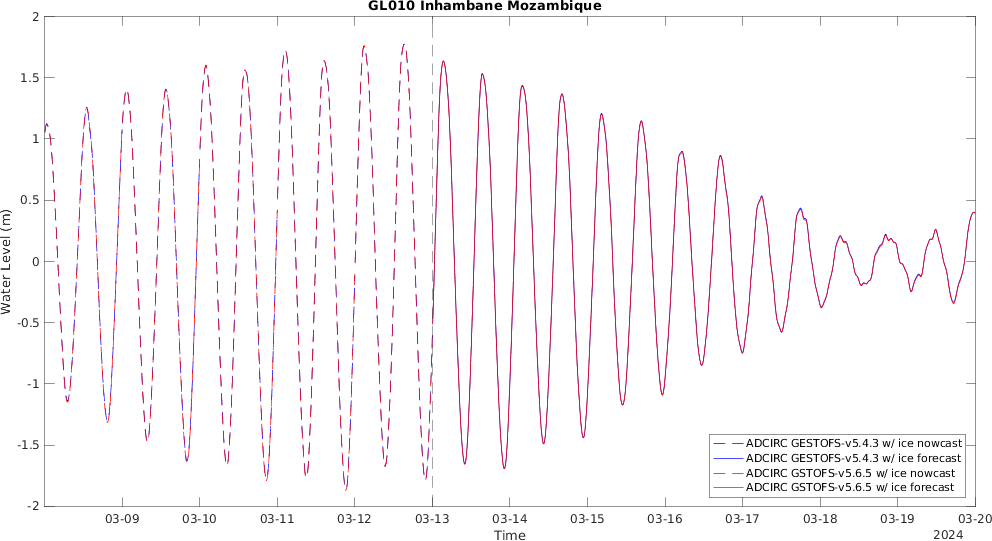 GL010 Inhambane Mozambique
Water Level (m)
2
1.5
1
0.5
0
-0.5
-1
-1.5
-2
ADCIRC GESTOFS-v5.4.3 w/ ice nowcast
ADCIRC GESTOFS-v5.4.3 w/ ice forecast
ADCIRC GSTOFS-v5.6.5 w/ ice nowcast
ADCIRC GSTOFS-v5.6.5 w/ ice forecast
03-09 03-10 03-11 03-12 03-13 03-14 03-15 03-16 03-17 03-18 03-19 03-20
Time
2024